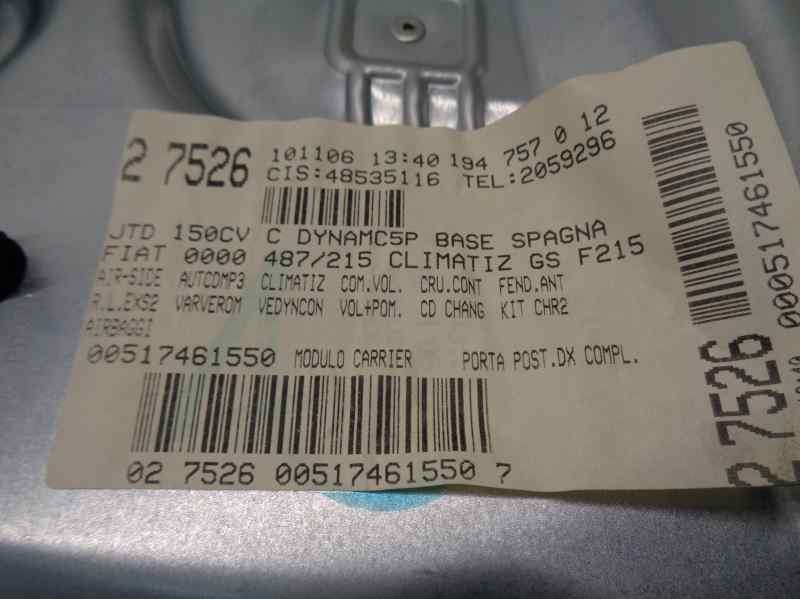 2 7526 101106 13:40 194 757 0 12
CIS:48535116 TEL:2059296
JTD 150CV C DYNAMC5P BASE SPAGNA
FIAT 0000 487/215 CLIMATIZ GS F215
AIR-SIDE AUTCDMP3 CLIMATIZ COM.VOL. CRU.CONT FEND.ANT
R.L.EXS2 VARVEROM VEDYNCON VOL+POM. CD CHANG KIT CHR2
AIRBAGGI
00517461550 MODULO CARRIER PORTA POST.DX COMPL.
02 7526 00517461550 7
2 7526
000517461550